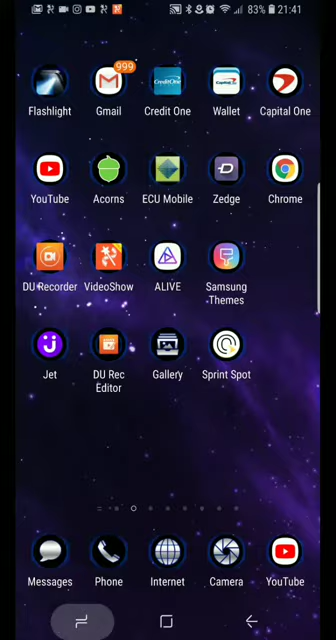 83% 21:41
999
Flashlight Gmail Credit One Wallet Capital One
YouTube Acorns ECU Mobile Zedge Chrome
DU Recorder VideoShow ALIVE Samsung
Themes
Jet DU Rec Gallery Sprint Spot
Editor
Messages Phone Internet Camera YouTube